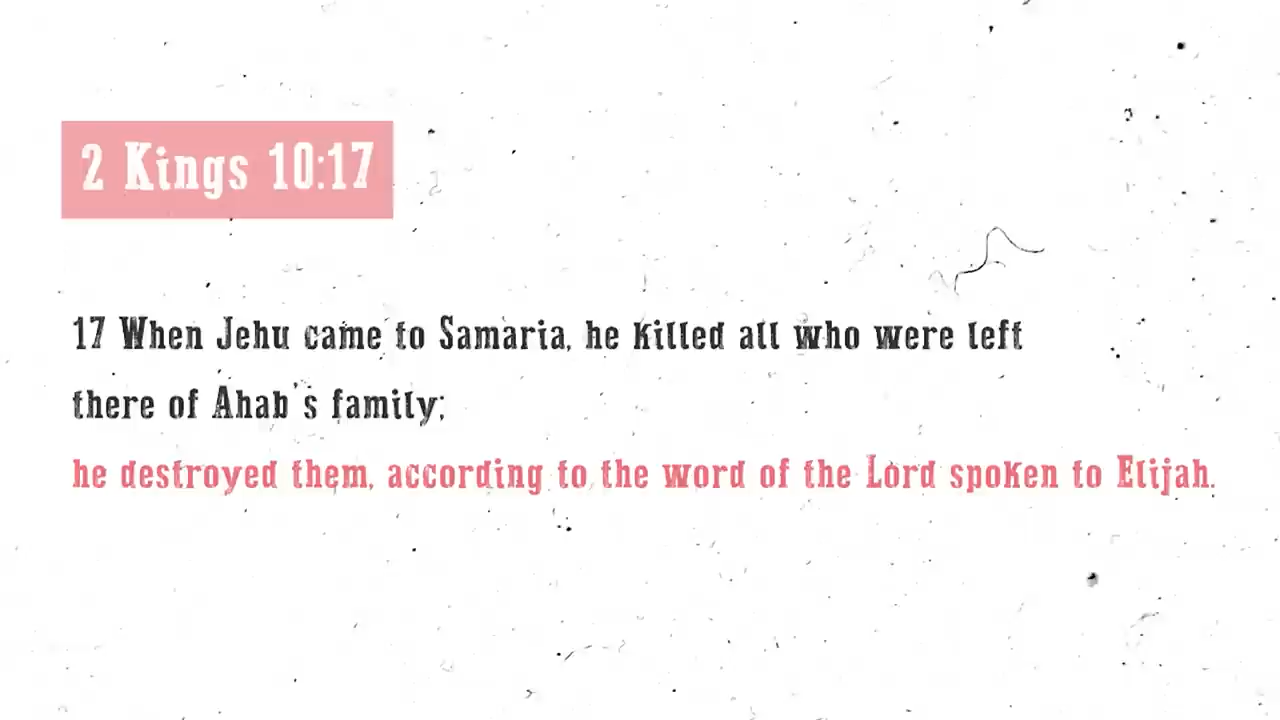 2 Kings 10:17
17 When Jehu came to Samaria, he killed all who were left
there of Ahab's family;
he destroyed them, according to the word of the Lord spoken to Elijah.